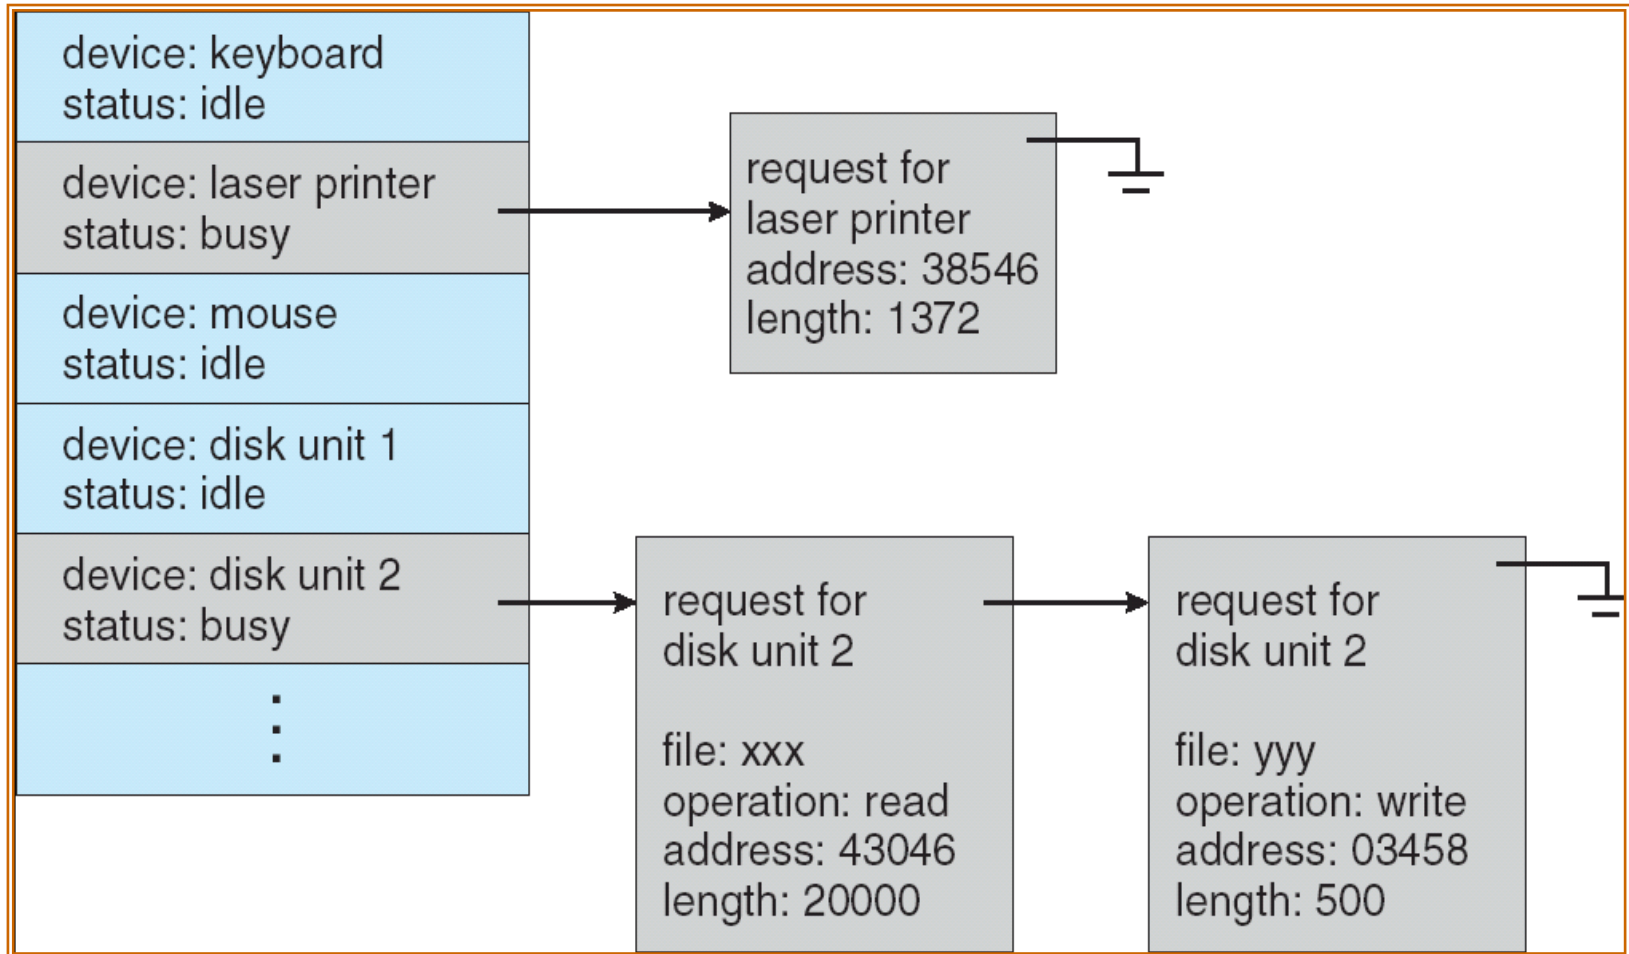 device: keyboard
status: idle
device: laser printer
status: busy
device: mouse
status: idle
device: disk unit 1
status: idle
device: disk unit 2
status: busy
request for
laser printer
address: 38546
length: 1372
request for
disk unit 2
file: xxx
operation: read
address: 43046
length: 20000
request for
disk unit 2
file: yyy
operation: write
address: 03458
length: 500